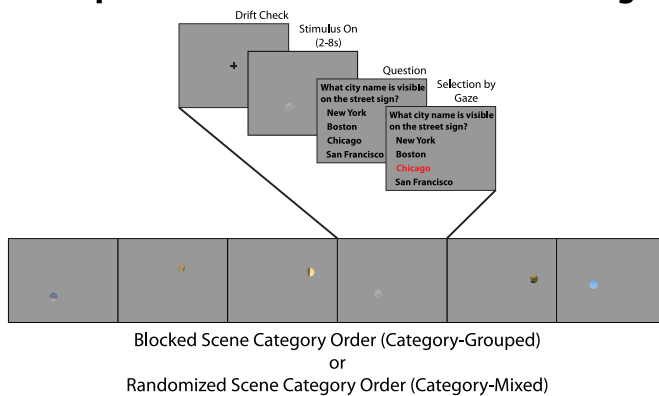 Drift Check
Stimulus On
(2-8s)
Question
Selection by
Gaze
What city name is visible
on the street sign?
New York
Boston
Chicago
San Francisco
What city name is visible
on the street sign?
New York
Boston
Chicago
San Francisco
Blocked Scene Category Order (Category-Grouped)
or
Randomized Scene Category Order (Category-Mixed)